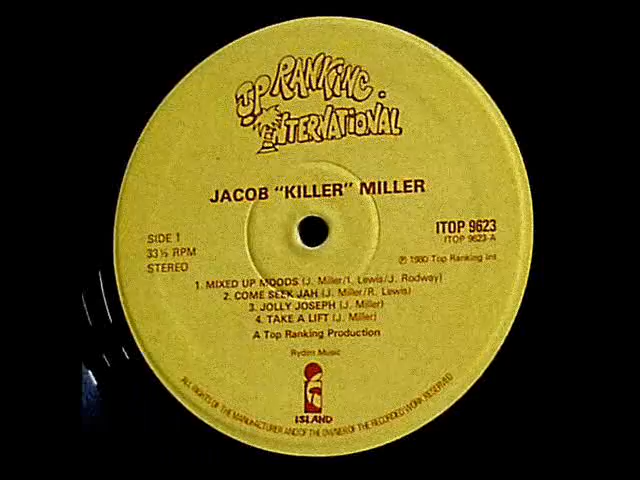 TOP RANKING.
INTERNATIONAL
JACOB "KILLER" MILLER
ITOP 9623
ITOP 9623-A
SIDE 1
33⅓ RPM
STEREO
℗ 1980 Top Ranking Int
1. MIXED UP MOODS (J. Miller/I. Lewis/J. Rodway)
2. COME SEEK JAH (J. Miller/R. Lewis)
3. JOLLY JOSEPH (J. Miller)
4. TAKE A LIFT (J. Miller)
A Top Ranking Production
Rydim Music
ISLAND
ALL RIGHTS OF THE MANUFACTURER AND OF THE OWNER OF THE RECORDED WORK RESERVED